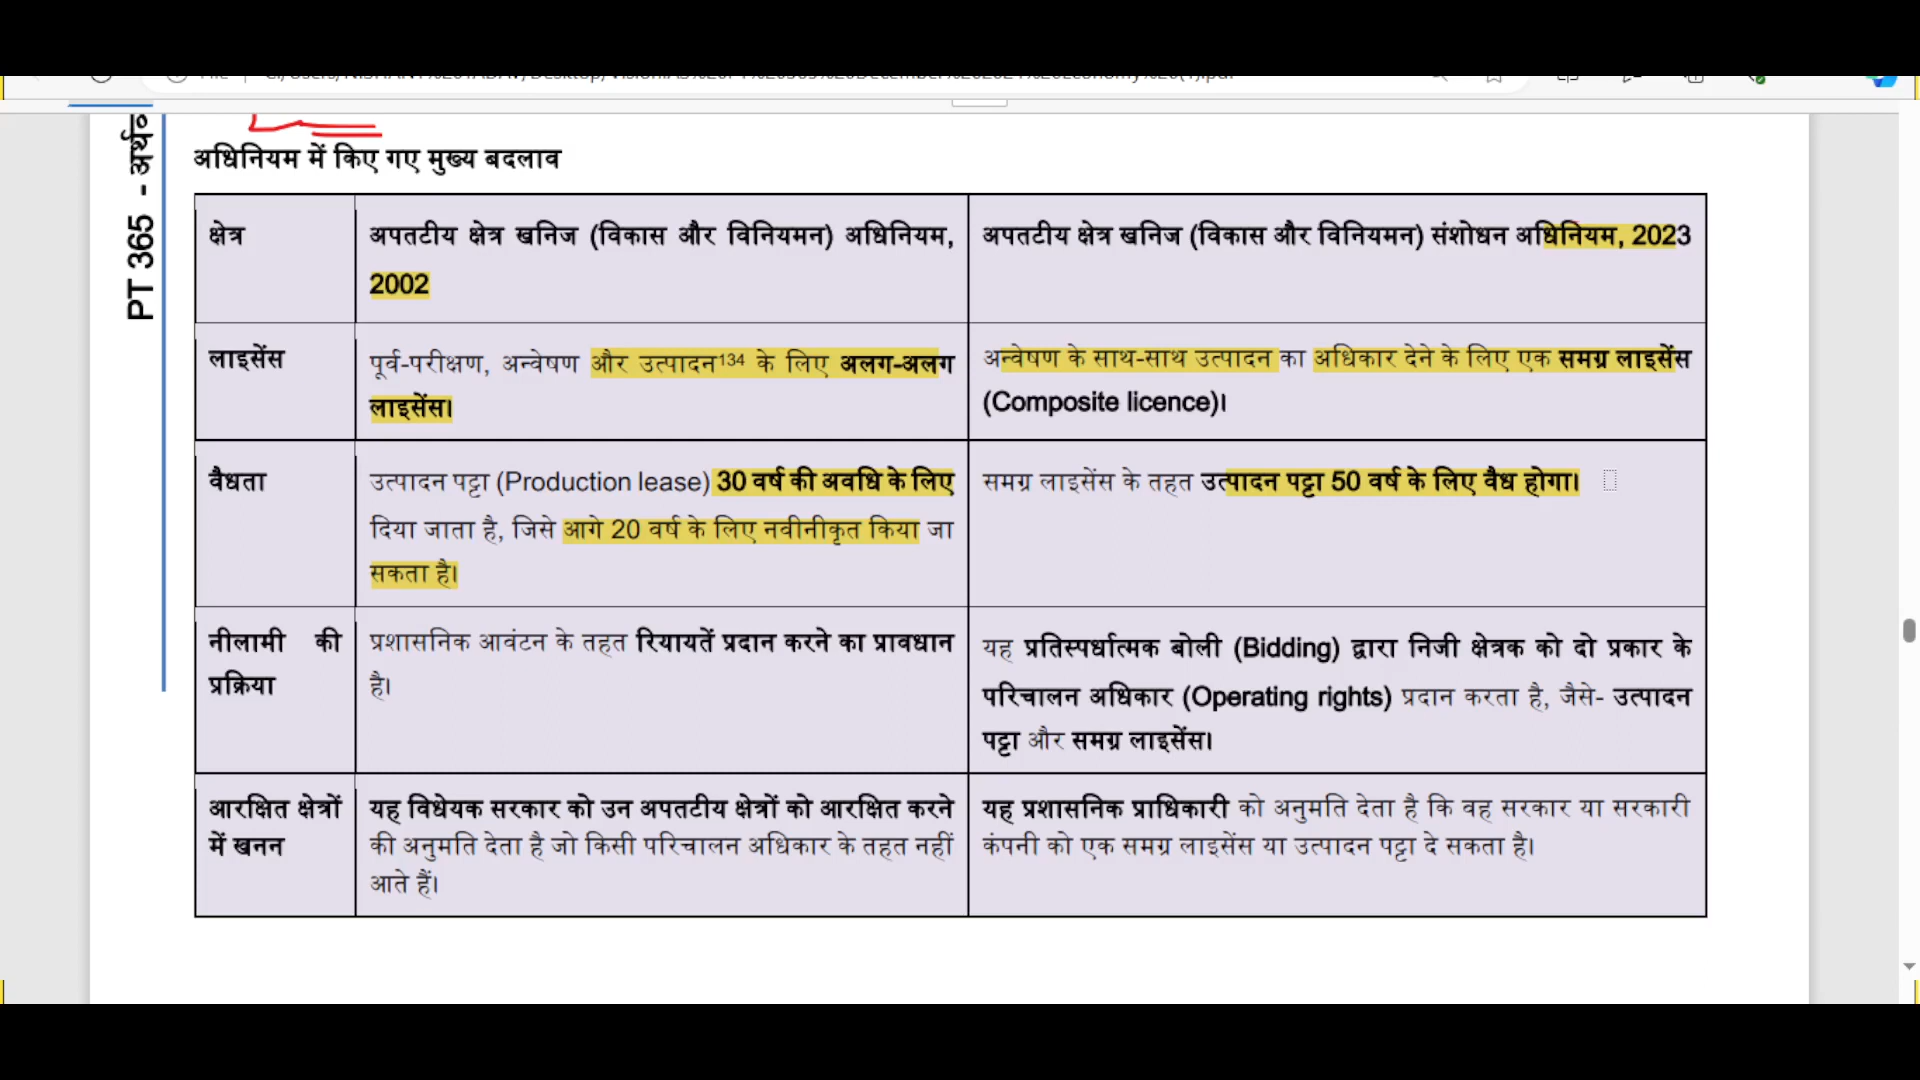 अधिनियम में किए गए मुख्य बदलाव
PT 365 -
क्षेत्र
अपतटीय क्षेत्र खनिज (विकास और विनियमन) अधिनियम,
2002
अपतटीय क्षेत्र खनिज (विकास और विनियमन) संशोधन अधिनियम, 2023
लाइसेंस
पूर्व-परीक्षण, अन्वेषण और उत्पादन134 के लिए अलग-अलग
लाइसेंस।
अन्वेषण के साथ-साथ उत्पादन का अधिकार देने के लिए एक समग्र लाइसेंस
(Composite licence)।
वैधता
उत्पादन पट्टा (Production lease) 30 वर्ष की अवधि के लिए
दिया जाता है, जिसे आगे 20 वर्ष के लिए नवीनीकृत किया जा
सकता है।
समग्र लाइसेंस के तहत उत्पादन पट्टा 50 वर्ष के लिए वैध होगा।
नीलामी की
प्रक्रिया
प्रशासनिक आवंटन के तहत रियायतें प्रदान करने का प्रावधान
है।
यह प्रतिस्पर्धात्मक बोली (Bidding) द्वारा निजी क्षेत्रक को दो प्रकार के
परिचालन अधिकार (Operating rights) प्रदान करता है, जैसे- उत्पादन
पट्टा और समग्र लाइसेंस।
आरक्षित क्षेत्रों
में खनन
यह विधेयक सरकार को उन अपतटीय क्षेत्रों को आरक्षित करने
की अनुमति देता है जो किसी परिचालन अधिकार के तहत नहीं
आते हैं।
यह प्रशासनिक प्राधिकारी को अनुमति देता है कि वह सरकार या सरकारी
कंपनी को एक समग्र लाइसेंस या उत्पादन पट्टा दे सकता है।